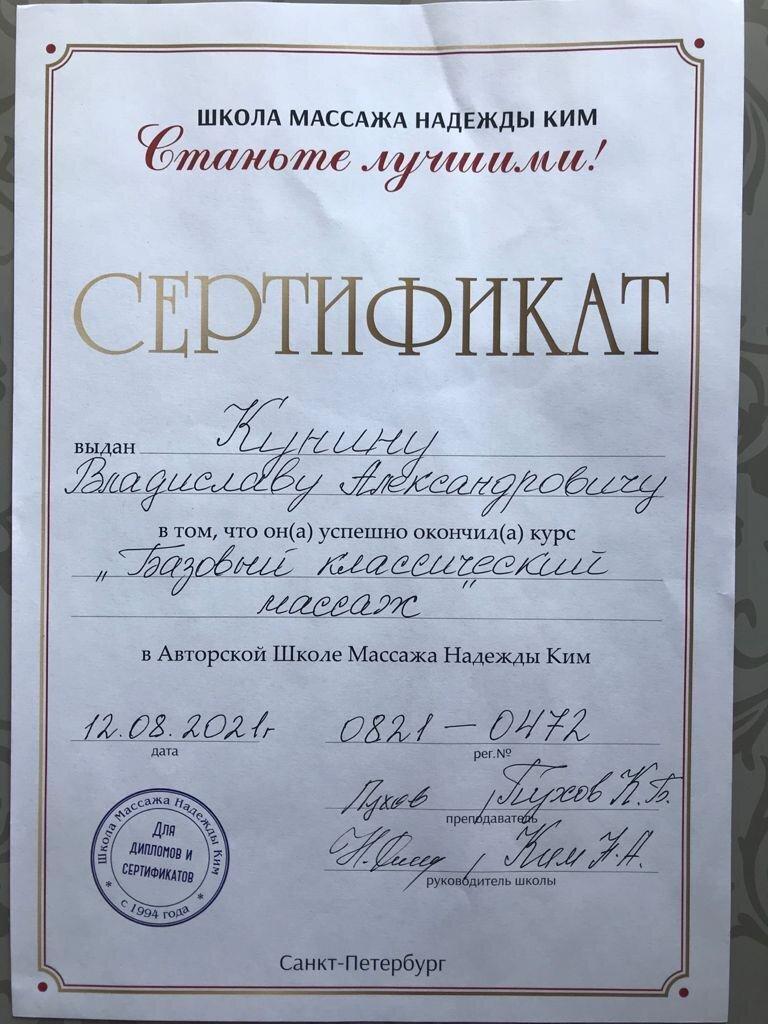 ШКОЛА МАССАЖА НАДЕЖДЫ КИМ
Станьте лучшими!
СЕРТИФИКАТ
выдан Кунину
Владиславу Александровичу
в том, что он(а) успешно окончил(а) курс
„Базовый классический
массаж"
в Авторской Школе Массажа Надежды Ким
12.08.2021г 0821 — 0472
дата рег.№
Пухов / Пухов К.Б.
преподаватель
/ Ким Н.А.
руководитель школы
Школа Массажа Надежды Ким
Для
дипломов и
сертификатов
* с 1994 года *
Санкт-Петербург